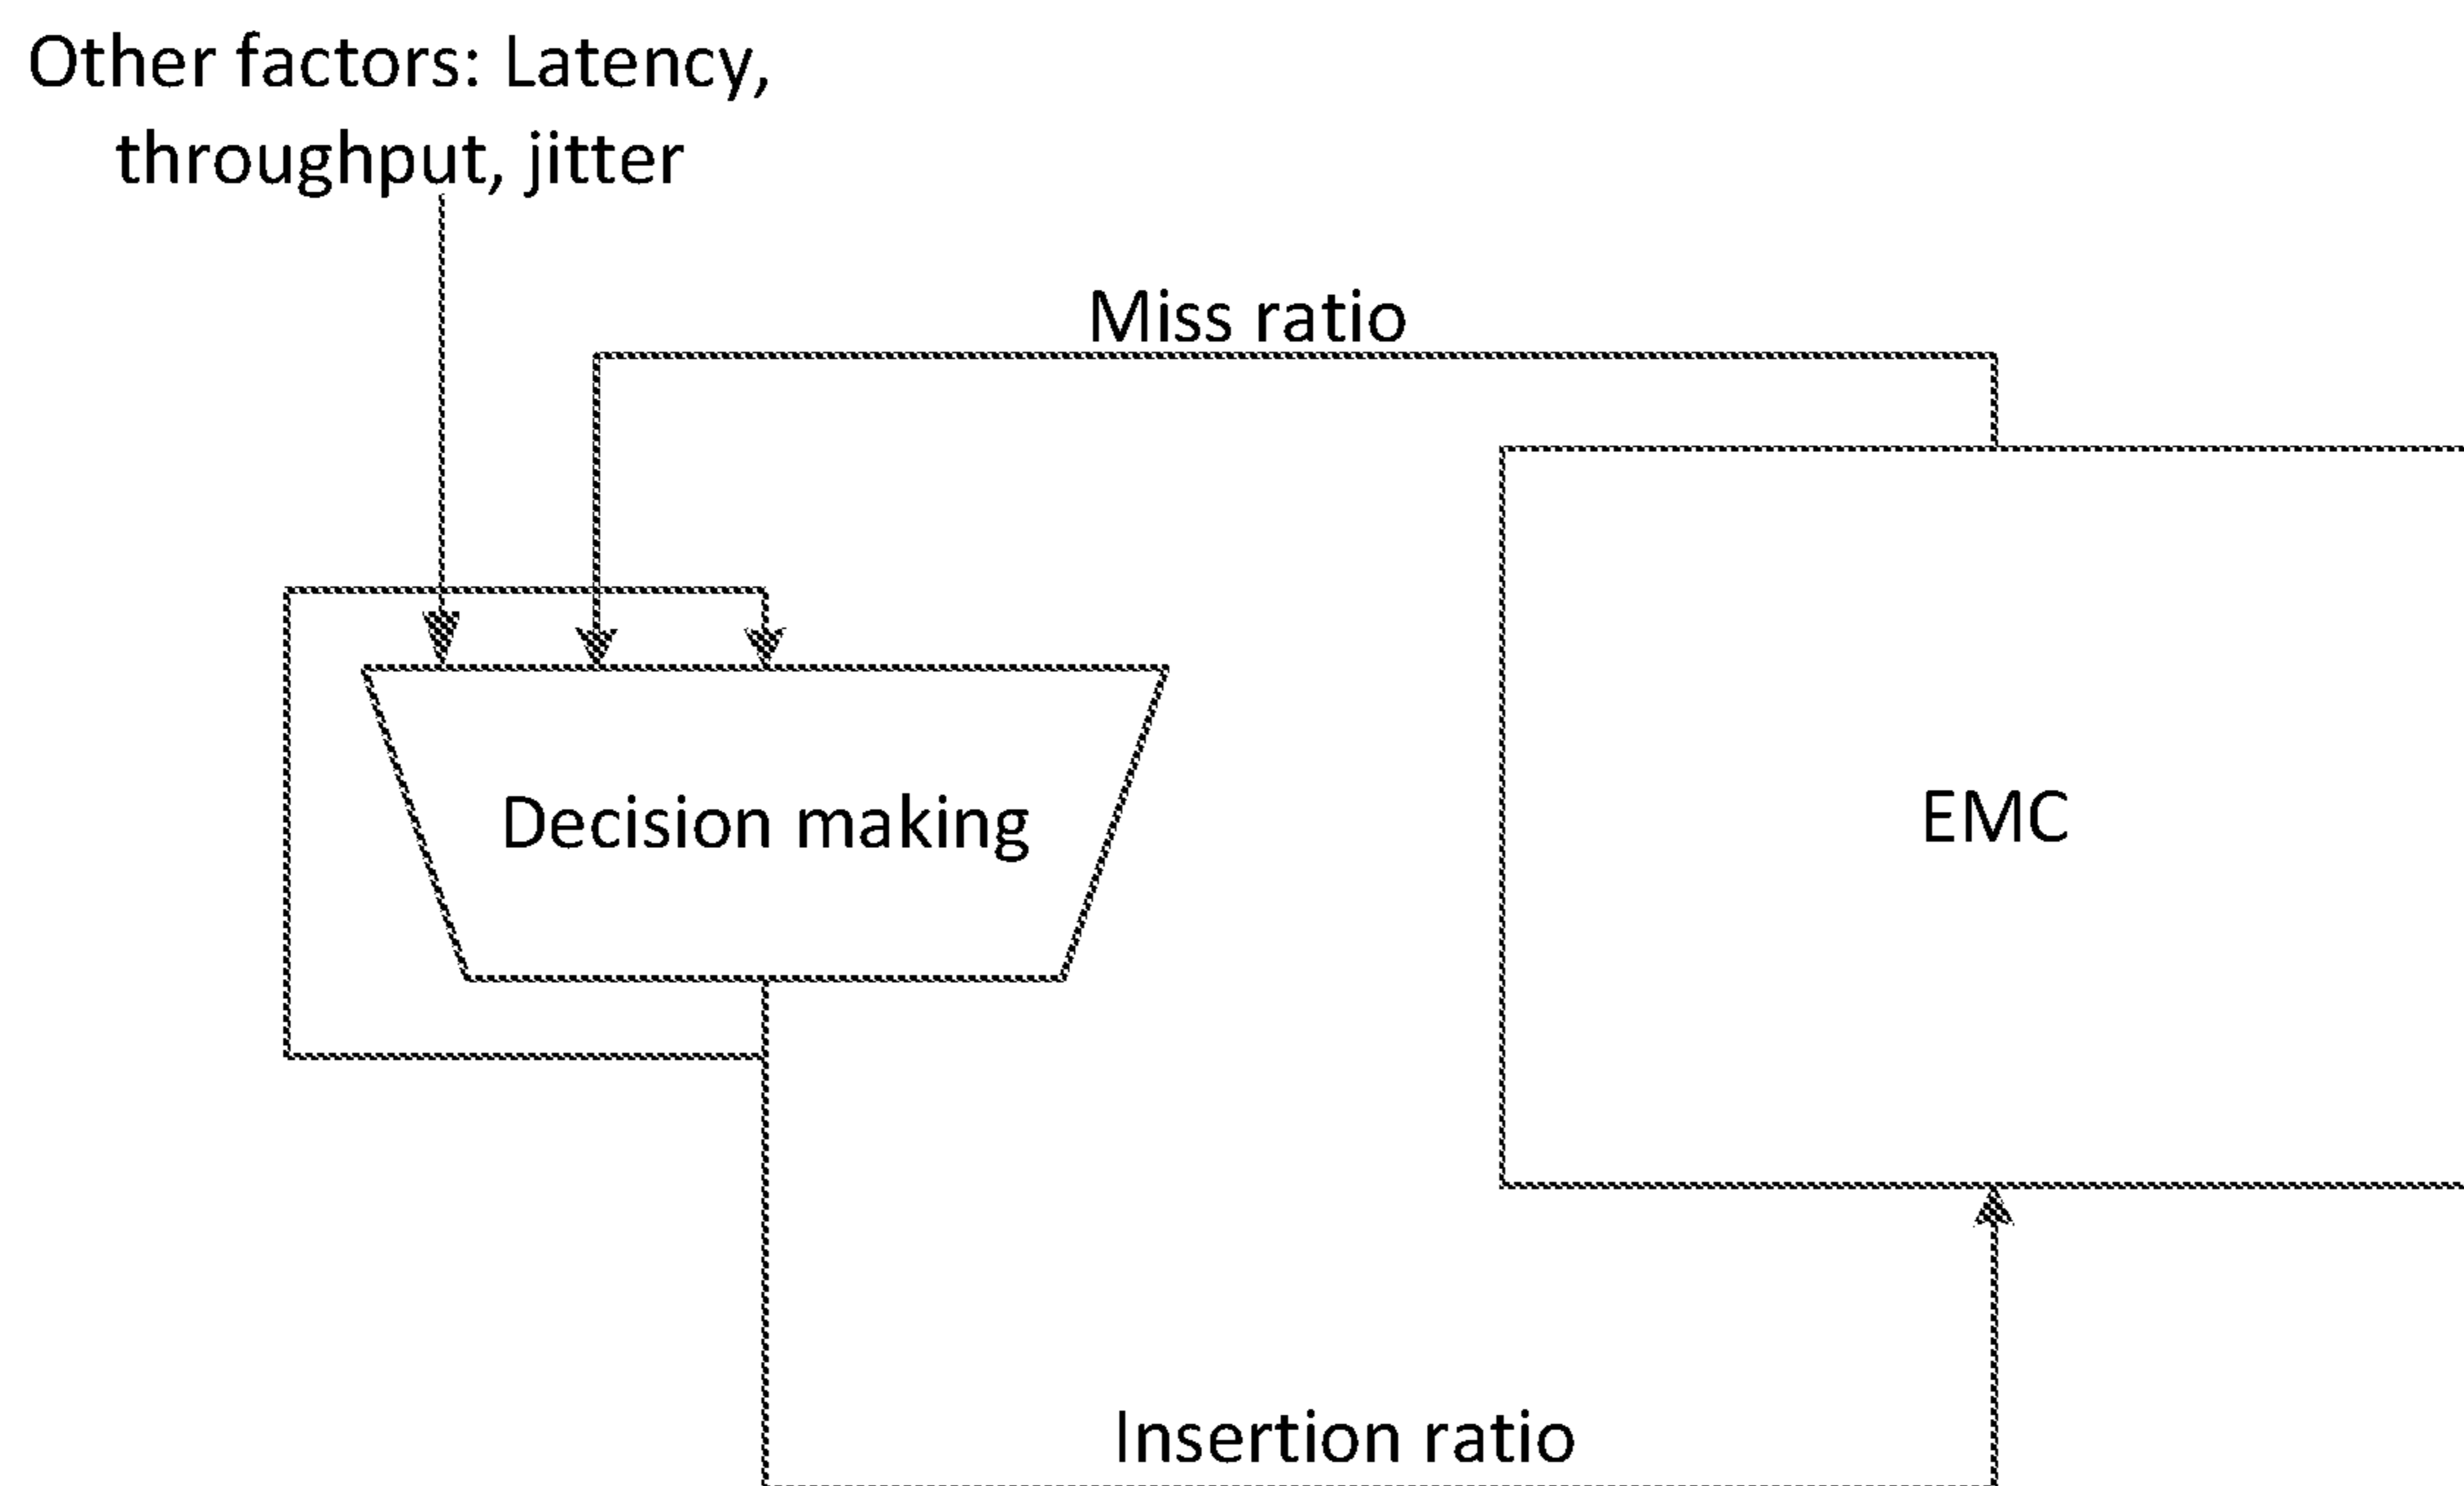 Other factors: Latency,
throughput, jitter
Miss ratio
Decision making
EMC
Insertion ratio